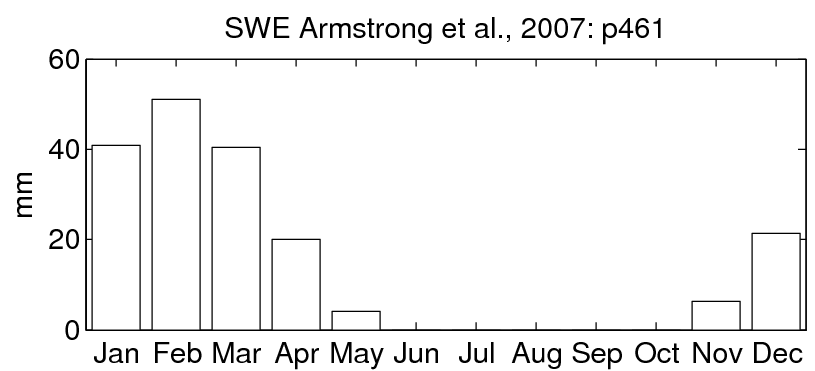 SWE Armstrong et al., 2007: p461
60
40
20
0
mm
Jan Feb Mar Apr May Jun Jul Aug Sep Oct Nov Dec